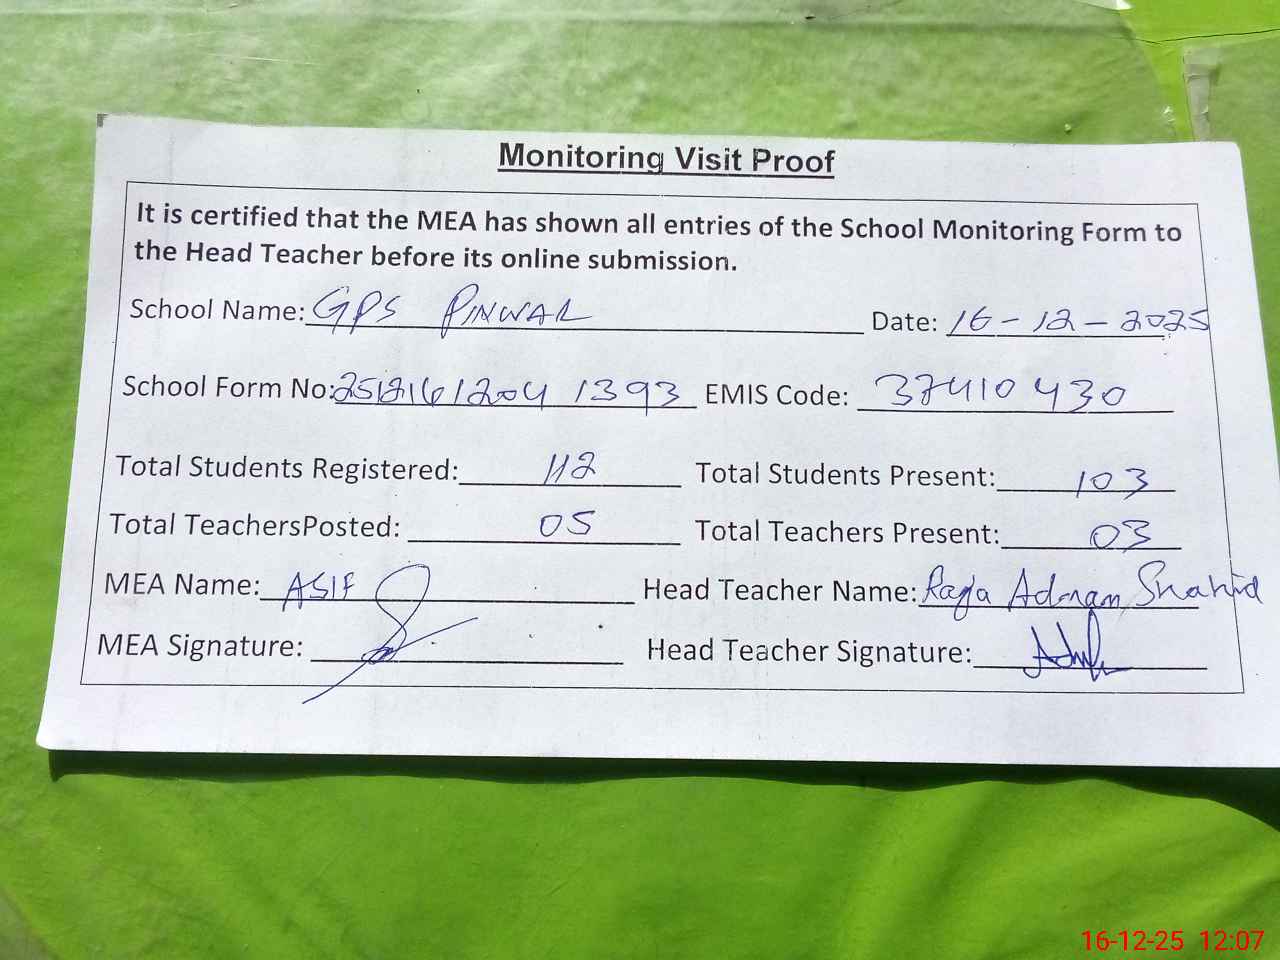 Monitoring Visit Proof
It is certified that the MEA has shown all entries of the School Monitoring Form to
the Head Teacher before its online submission.
School Name: GPS PINWAL Date: 16-12-2025
School Form No: 251216 1204 1393 EMIS Code: 37410430
Total Students Registered: 112 Total Students Present: 103
Total TeachersPosted: 05 Total Teachers Present: 03
MEA Name: ASIF Head Teacher Name: Raja Adnan Shahid
MEA Signature: Head Teacher Signature:
16-12-25 12:07